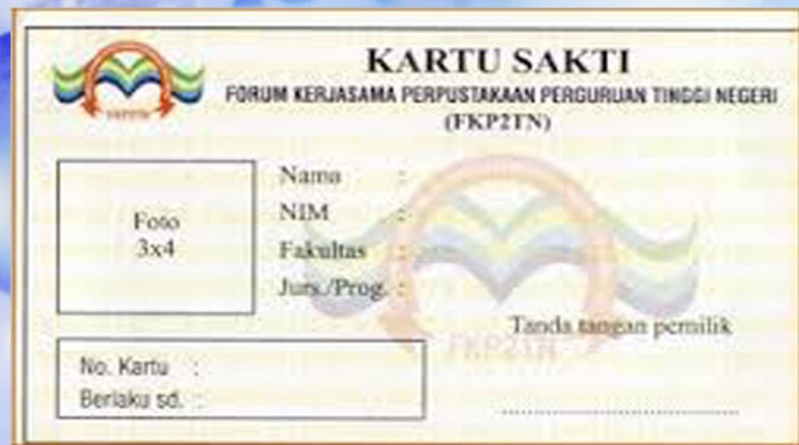 KARTU SAKTI
FORUM KERJASAMA PERPUSTAKAAN PERGURUAN TINGGI NEGERI
(FKP2TN)
FKP2TN
Foto
3x4
Nama :
NIM :
Fakultas :
Jurs./Prog. :
FKP2TN
Tanda tangan pemilik
No. Kartu :
Berlaku sd. :